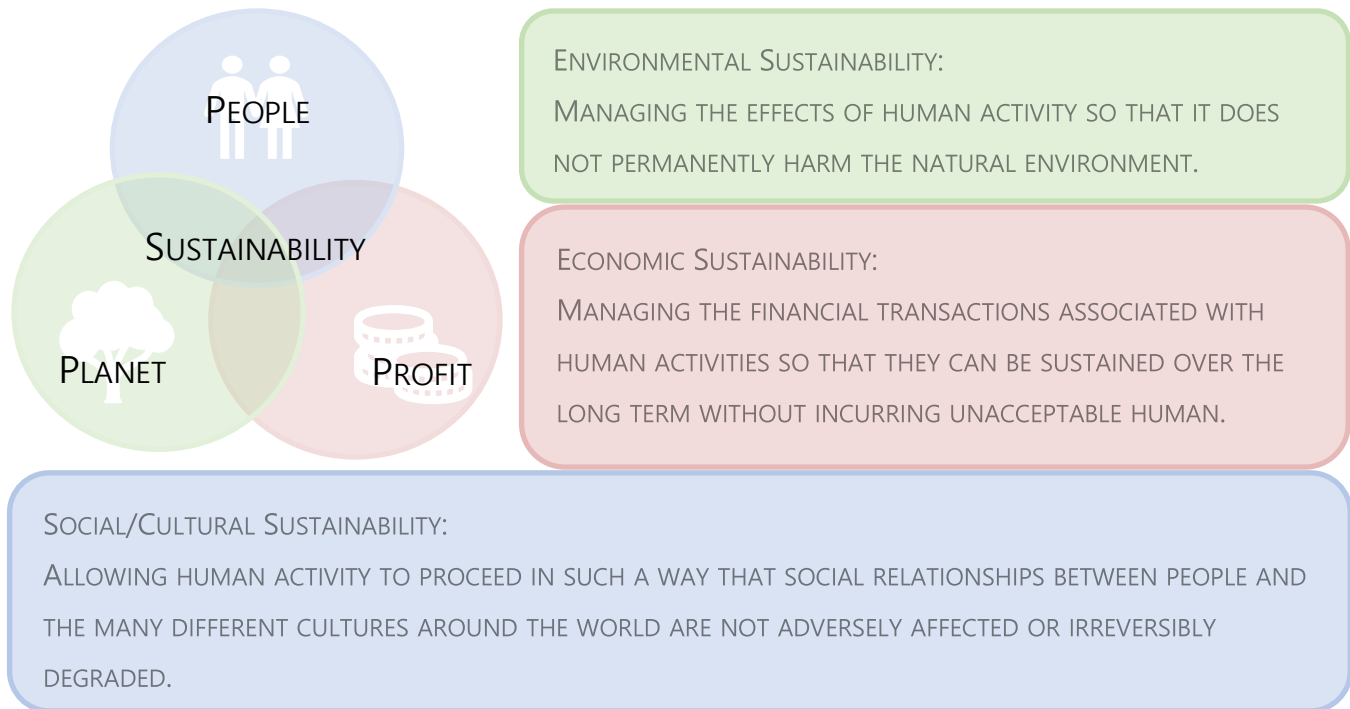 People
Sustainability
Planet
Profit
Environmental Sustainability:
Managing the effects of human activity so that it does
not permanently harm the natural environment.
Economic Sustainability:
Managing the financial transactions associated with
human activities so that they can be sustained over the
long term without incurring unacceptable human.
Social/Cultural Sustainability:
Allowing human activity to proceed in such a way that social relationships between people and
the many different cultures around the world are not adversely affected or irreversibly
degraded.